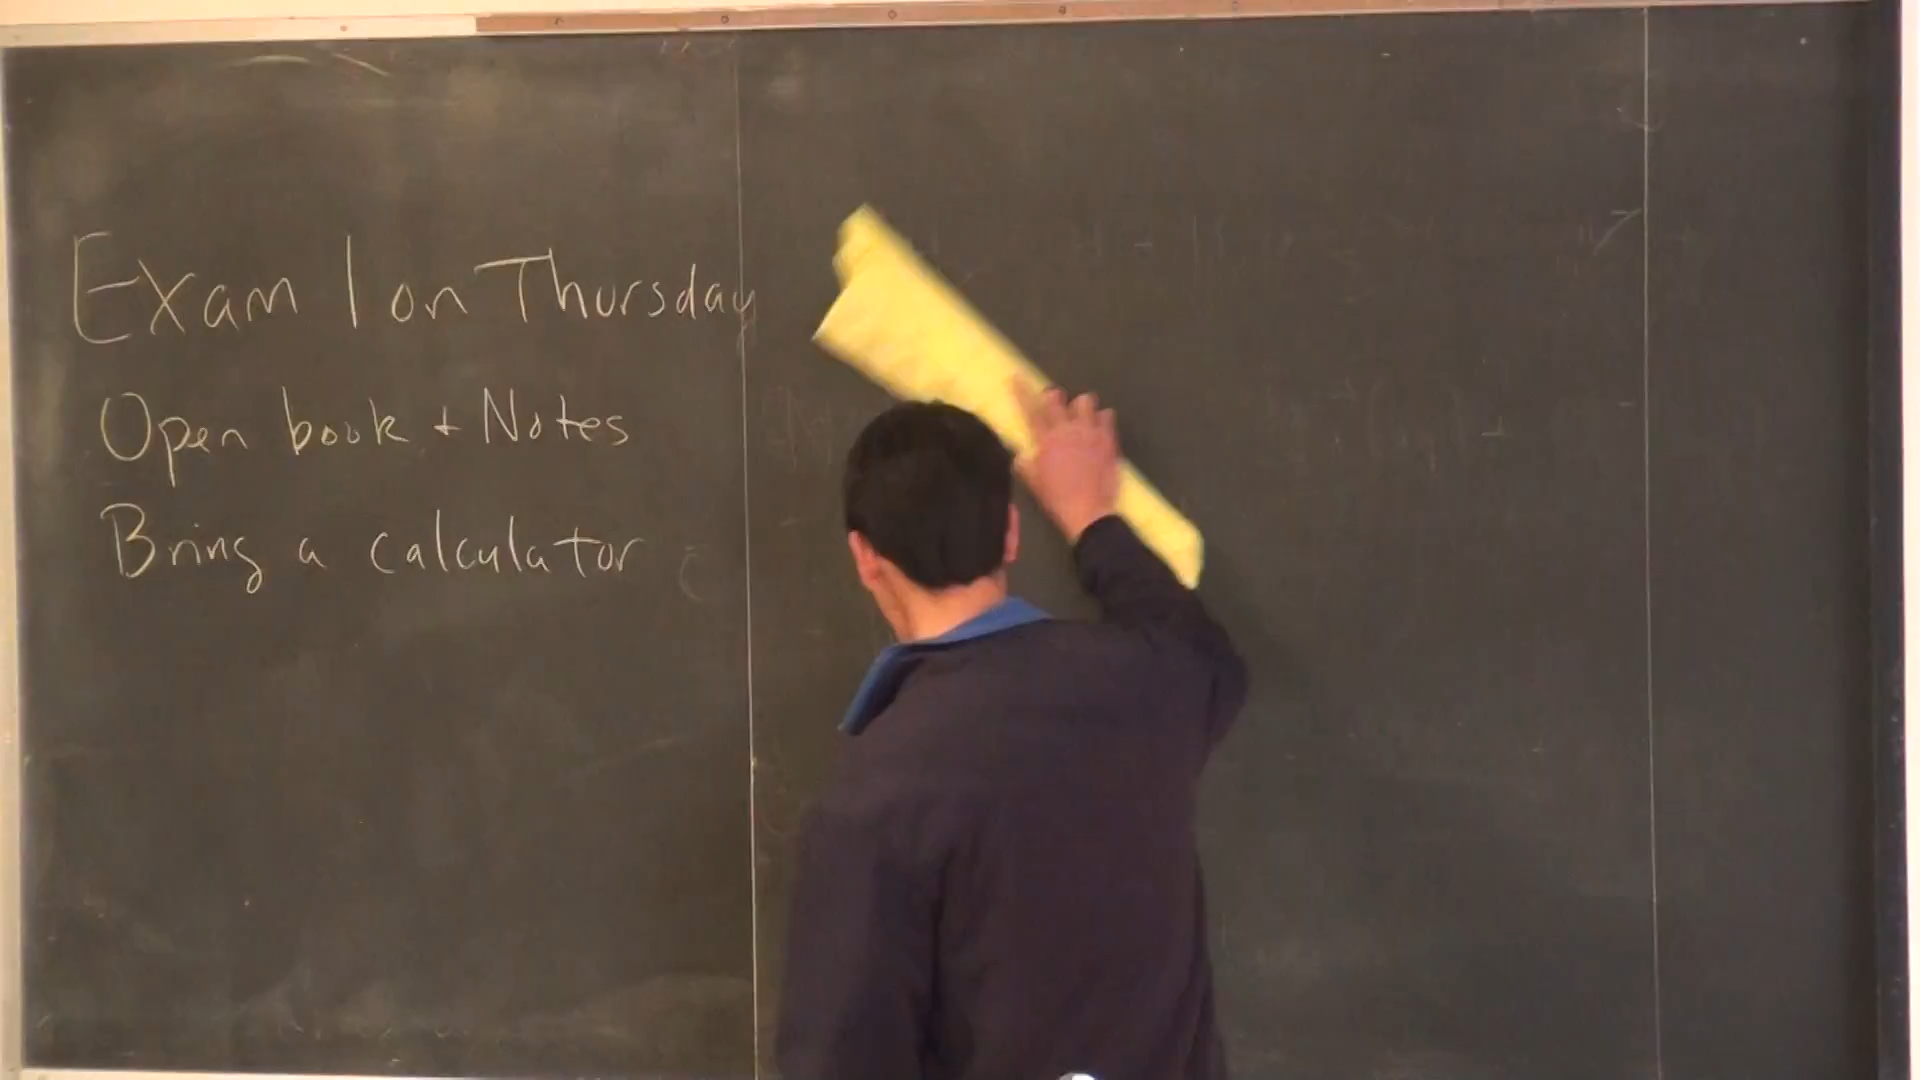 Exam 1 on Thursday
Open book + Notes
Bring a calculator